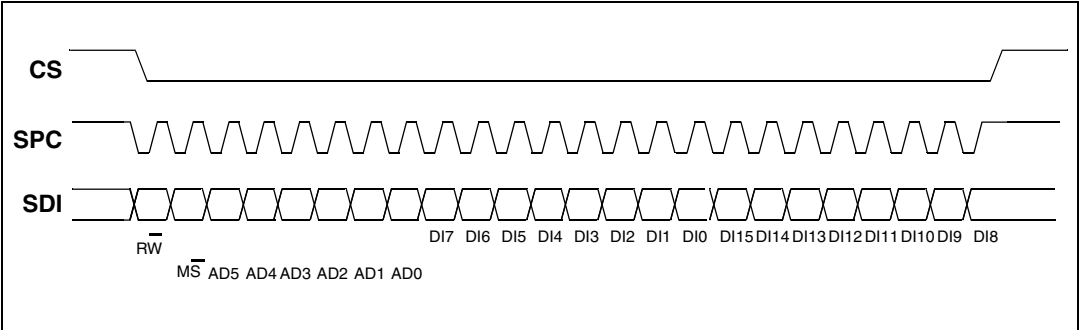 CS
SPC
SDI
RW̅
DI7 DI6 DI5 DI4 DI3 DI2 DI1 DI0 DI15 DI14 DI13 DI12 DI11 DI10 DI9 DI8
MS̅ AD5 AD4 AD3 AD2 AD1 AD0